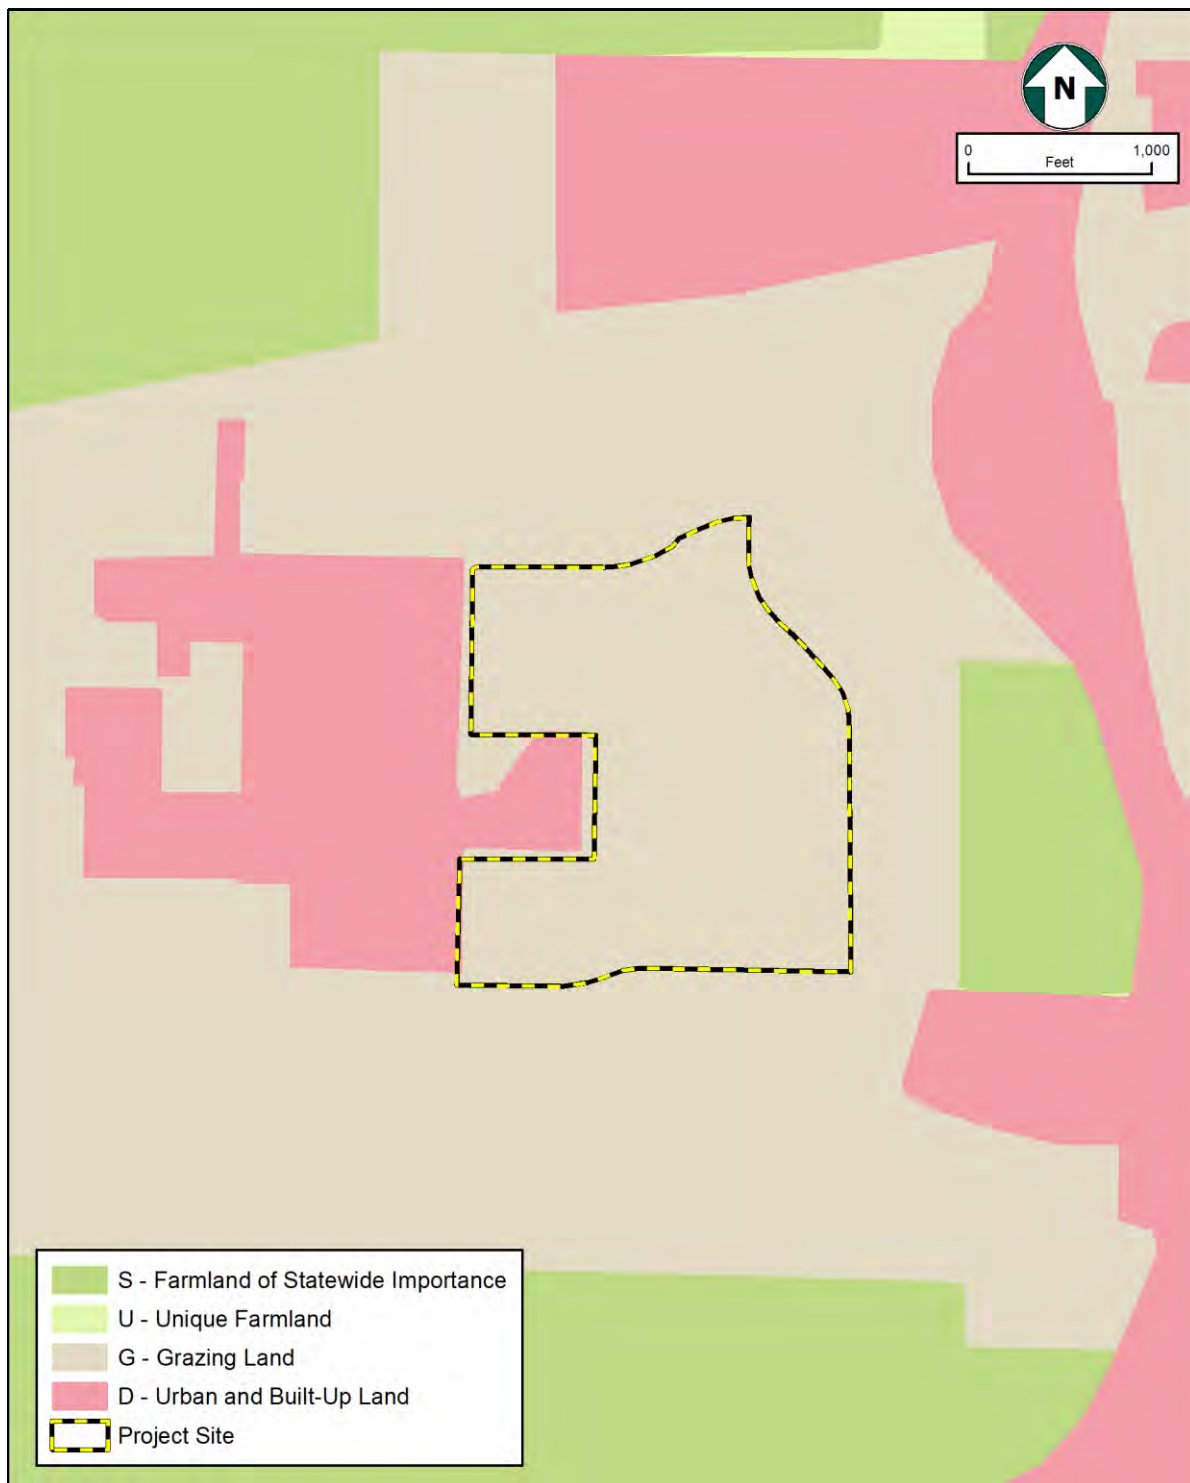 N
0 1,000
Feet
S - Farmland of Statewide Importance
U - Unique Farmland
G - Grazing Land
D - Urban and Built-Up Land
Project Site